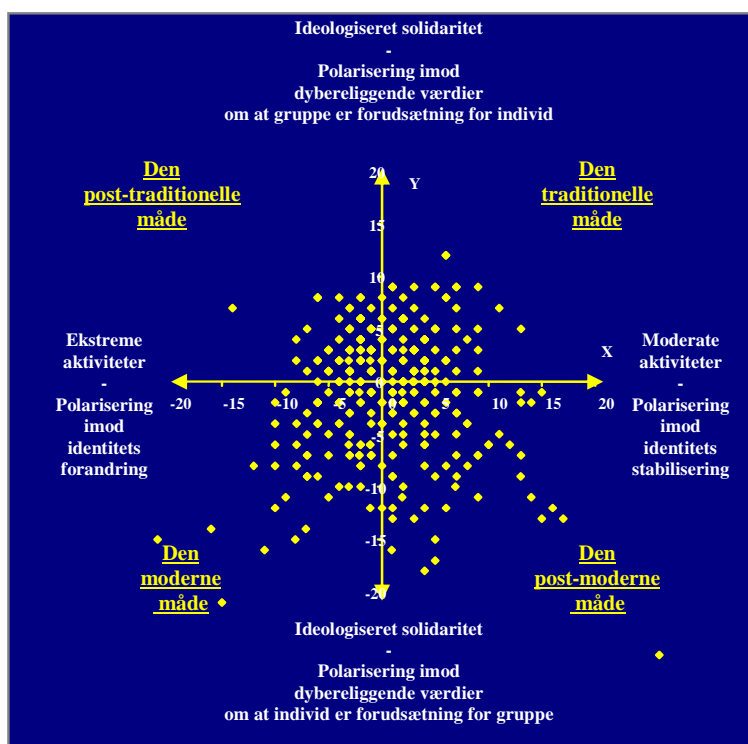 Ideologiseret solidaritet
-
Polarisering imod
dybereliggende værdier
om at gruppe er forudsætning for individ
Den
post-traditionelle
måde
Den
traditionelle
måde
20
Y
15
10
5
0
-5
-10
-15
-20
Ekstreme
aktiviteter
-
Polarisering
imod
identitets
forandring
X
Moderate
aktiviteter
-
Polarisering
imod
identitets
stabilisering
-20 -15 -10 -5 0 5 10 15 20
Den
moderne
måde
Den
post-moderne
måde
Ideologiseret solidaritet
-
Polarisering imod
dybereliggende værdier
om at individ er forudsætning for gruppe